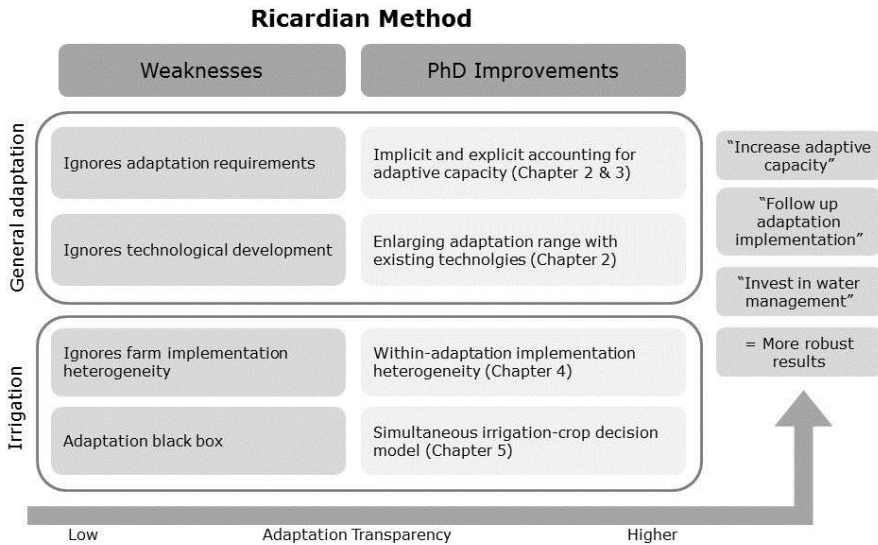 Ricardian Method
Weaknesses
PhD Improvements
General adaptation
Ignores adaptation requirements
Implicit and explicit accounting for
adaptive capacity (Chapter 2 & 3)
Ignores technological development
Enlarging adaptation range with
existing technolgies (Chapter 2)
Irrigation
Ignores farm implementation
heterogeneity
Within-adaptation implementation
heterogeneity (Chapter 4)
Adaptation black box
Simultaneous irrigation-crop decision
model (Chapter 5)
“Increase adaptive
capacity”
“Follow up
adaptation
implementation”
“Invest in water
management”
= More robust
results
Low
Adaptation Transparency
Higher